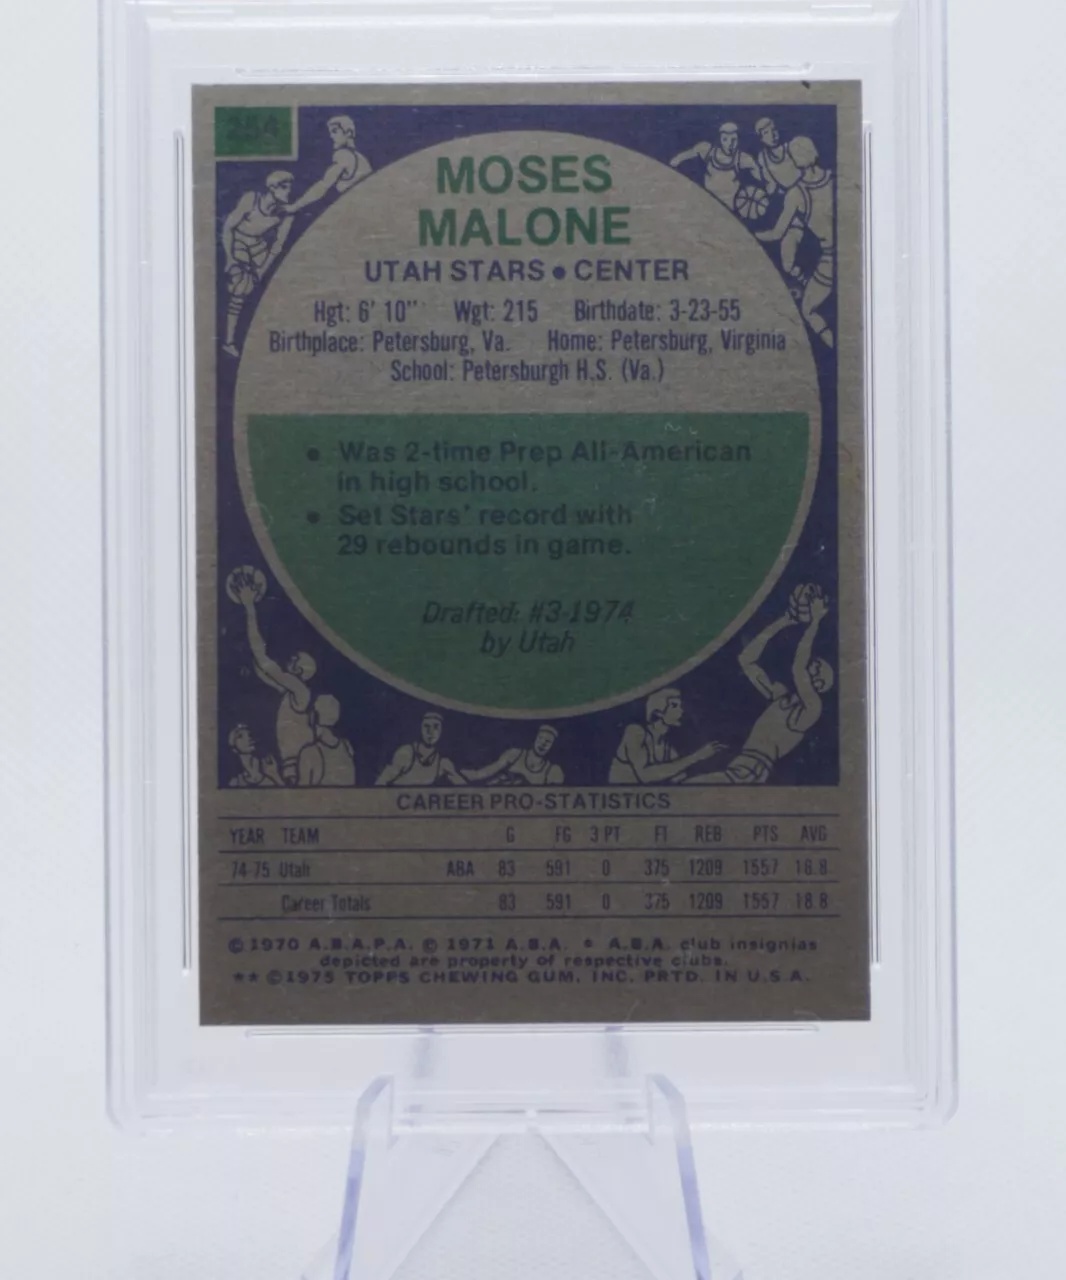 254
MOSES
MALONE
UTAH STARS • CENTER
Hgt: 6' 10" Wgt: 215 Birthdate: 3-23-55
Birthplace: Petersburg, Va. Home: Petersburg, Virginia
School: Petersburgh H.S. (Va.)
• Was 2-time Prep All-American
in high school.
• Set Stars' record with
29 rebounds in game.
Drafted: #3-1974
by Utah
CAREER PRO-STATISTICS
YEAR TEAM G FG 3 PT FT REB PTS AVG
74-75 Utah ABA 83 591 0 375 1209 1557 18.8
Career Totals 83 591 0 375 1209 1557 18.8
© 1970 A.B.A.P.A. © 1971 A.B.A. • A.B.A. club insignias
depicted are property of respective clubs.
** ©1975 TOPPS CHEWING GUM, INC. PRTD. IN U.S.A.